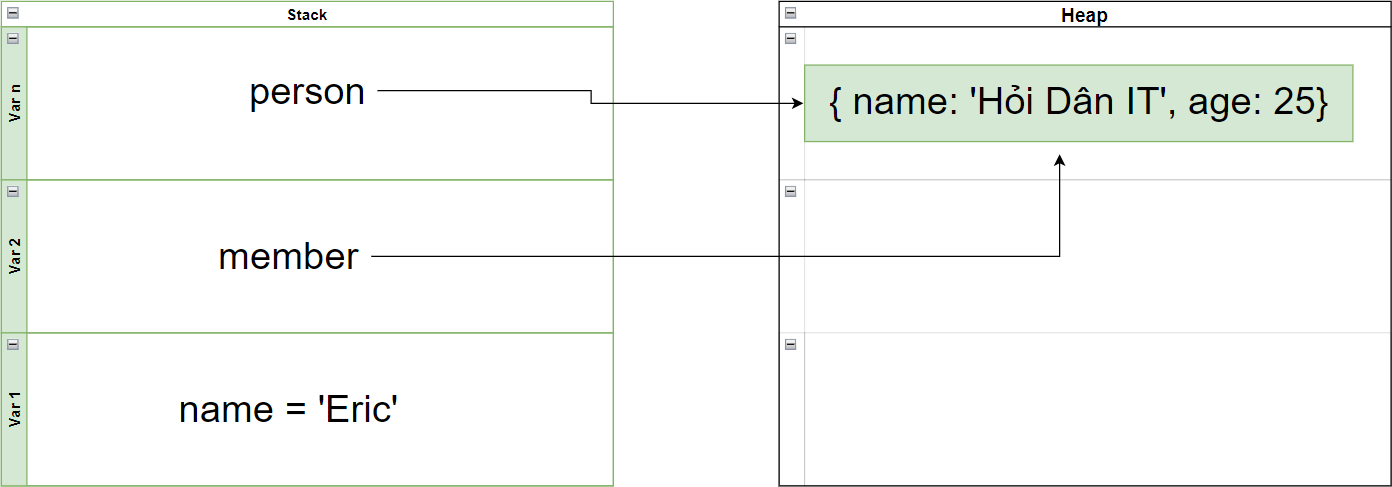 Stack
Heap
Var n
person
{ name: 'Hỏi Dân IT', age: 25}
Var 2
member
Var 1
name = 'Eric'